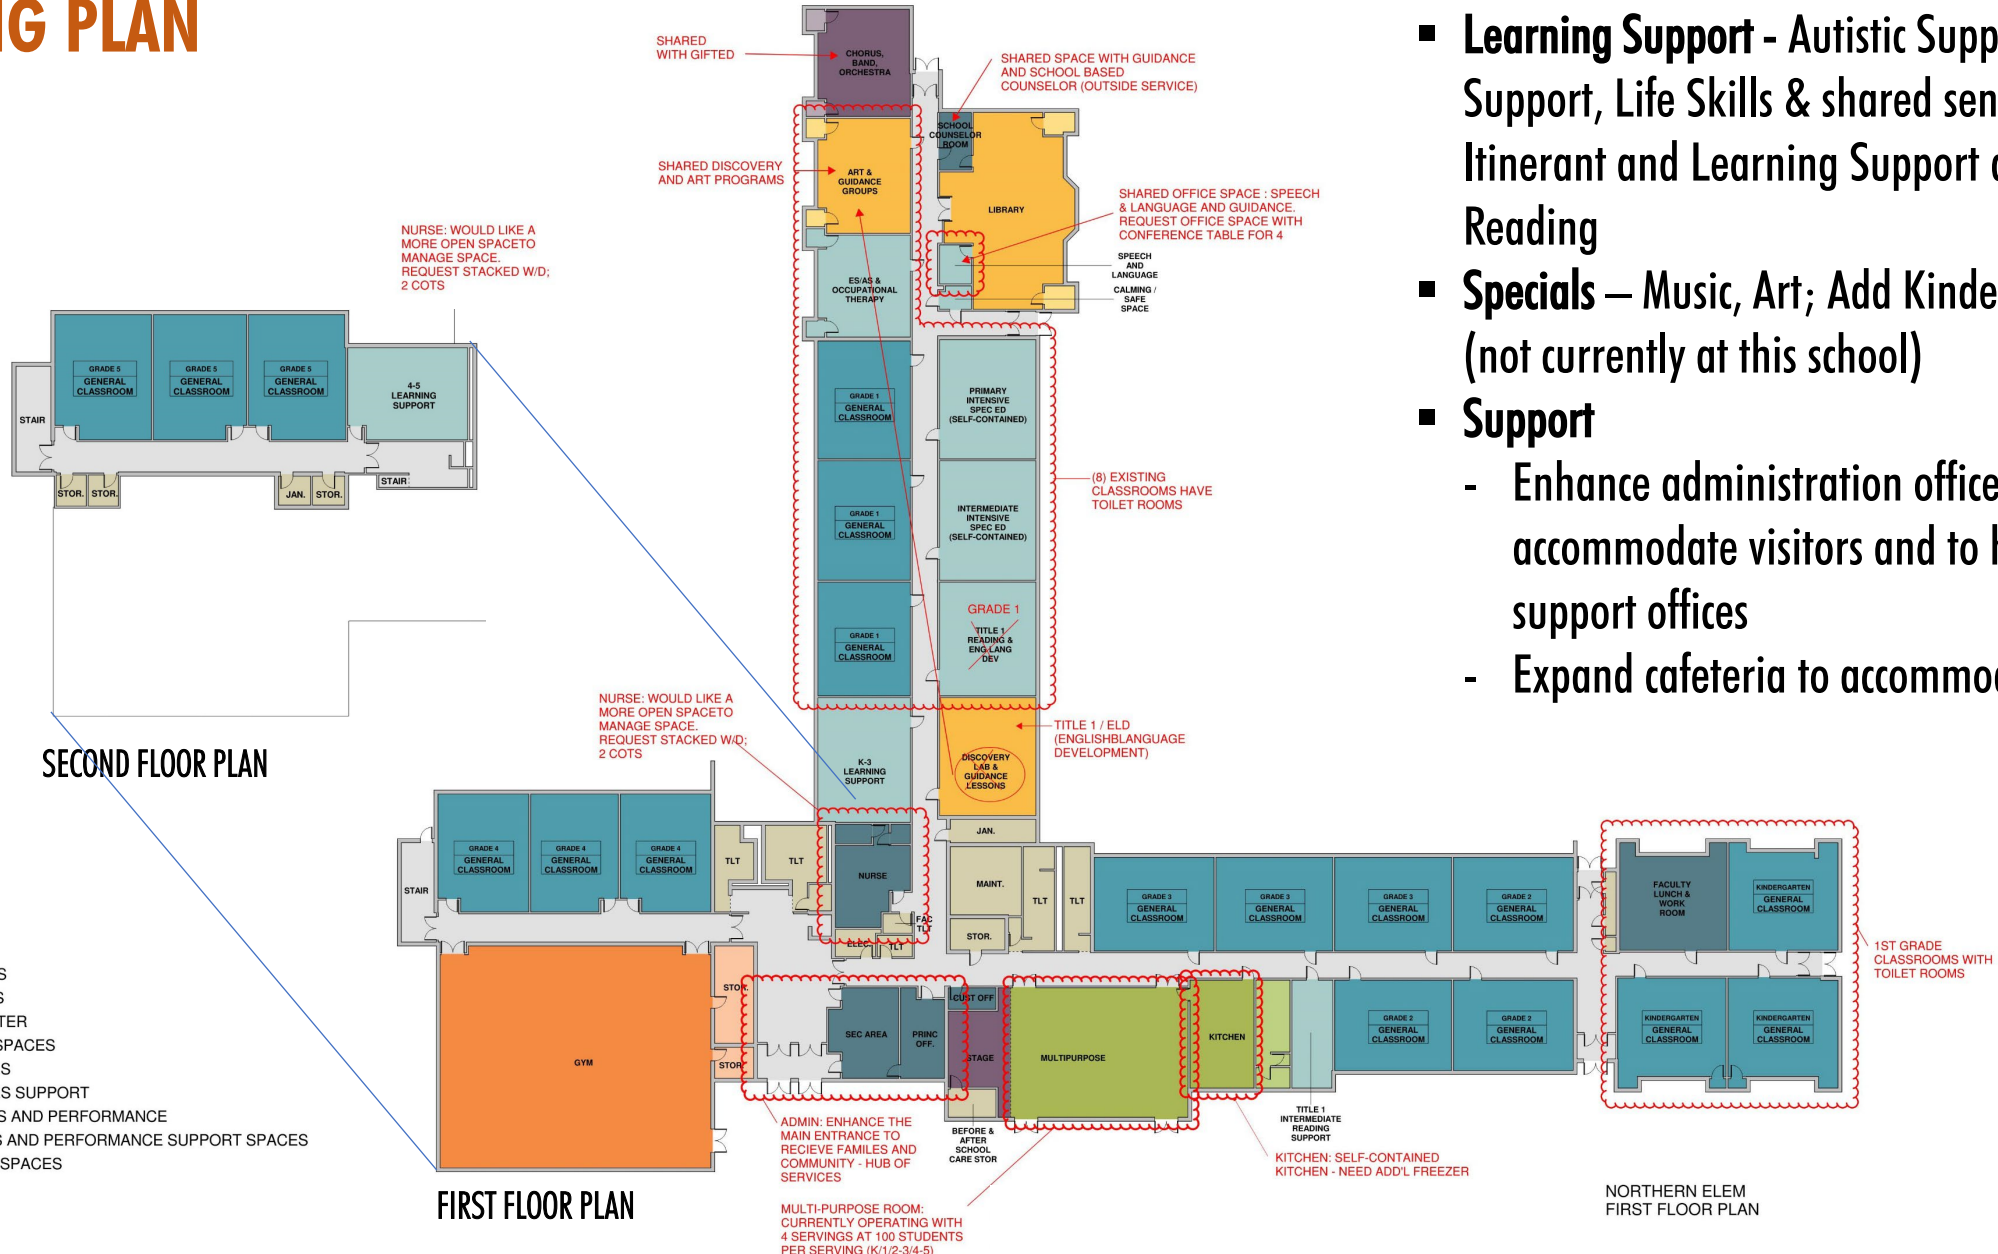 NG PLAN
Learning Support - Autistic Supp
Support, Life Skills & shared sen
Itinerant and Learning Support
Reading
Specials – Music, Art; Add Kinde
(not currently at this school)
Support
- Enhance administration office
accommodate visitors and to
support offices
- Expand cafeteria to accommod
SHARED
WITH GIFTED
CHORUS,
BAND,
ORCHESTRA
SHARED SPACE WITH GUIDANCE
AND SCHOOL BASED
COUNSELOR (OUTSIDE SERVICE)
SCHOOL
COUNSELOR
ROOM
SHARED DISCOVERY
AND ART PROGRAMS
ART &
GUIDANCE
GROUPS
LIBRARY
SHARED OFFICE SPACE : SPEECH
& LANGUAGE AND GUIDANCE.
REQUEST OFFICE SPACE WITH
CONFERENCE TABLE FOR 4
SPEECH
AND
LANGUAGE
CALMING /
SAFE
SPACE
ES/AS &
OCCUPATIONAL
THERAPY
NURSE: WOULD LIKE A
MORE OPEN SPACETO
MANAGE SPACE.
REQUEST STACKED W/D;
2 COTS
GRADE 5
GENERAL
CLASSROOM
GRADE 5
GENERAL
CLASSROOM
GRADE 5
GENERAL
CLASSROOM
4-5
LEARNING
SUPPORT
STAIR
STAIR
STOR.
STOR.
JAN.
STOR.
SECOND FLOOR PLAN
GRADE 1
GENERAL
CLASSROOM
PRIMARY
INTENSIVE
SPEC ED
(SELF-CONTAINED)
(8) EXISTING
CLASSROOMS HAVE
TOILET ROOMS
GRADE 1
GENERAL
CLASSROOM
INTERMEDIATE
INTENSIVE
SPEC ED
(SELF-CONTAINED)
GRADE 1
GENERAL
CLASSROOM
GRADE 1
TITLE 1
READING &
ENG LANG
DEV
NURSE: WOULD LIKE A
MORE OPEN SPACETO
MANAGE SPACE.
REQUEST STACKED W/D;
2 COTS
K-3
LEARNING
SUPPORT
DISCOVERY
LAB &
GUIDANCE
LESSONS
TITLE 1 / ELD
(ENGLISHBLANGUAGE
DEVELOPMENT)
JAN.
STAIR
GRADE 4
GENERAL
CLASSROOM
GRADE 4
GENERAL
CLASSROOM
GRADE 4
GENERAL
CLASSROOM
TLT
TLT
NURSE
FAC
TLT
ELEC.
TLT
MAINT.
STOR.
TLT
TLT
GRADE 3
GENERAL
CLASSROOM
GRADE 3
GENERAL
CLASSROOM
GRADE 3
GENERAL
CLASSROOM
GRADE 2
GENERAL
CLASSROOM
FACULTY
LUNCH &
WORK
ROOM
KINDERGARTEN
GENERAL
CLASSROOM
1ST GRADE
CLASSROOMS WITH
TOILET ROOMS
GYM
STOR.
STOR.
SEC AREA
PRINC
OFF.
CUST OFF
STAGE
MULTIPURPOSE
KITCHEN
GRADE 2
GENERAL
CLASSROOM
GRADE 2
GENERAL
CLASSROOM
KINDERGARTEN
GENERAL
CLASSROOM
KINDERGARTEN
GENERAL
CLASSROOM
S
S
TER
SPACES
S
S SUPPORT
S AND PERFORMANCE
S AND PERFORMANCE SUPPORT SPACES
SPACES
FIRST FLOOR PLAN
ADMIN: ENHANCE THE
MAIN ENTRANCE TO
RECIEVE FAMILES AND
COMMUNITY - HUB OF
SERVICES
BEFORE &
AFTER
SCHOOL
CARE STOR
TITLE 1
INTERMEDIATE
READING
SUPPORT
KITCHEN: SELF-CONTAINED
KITCHEN - NEED ADD'L FREEZER
MULTI-PURPOSE ROOM:
CURRENTLY OPERATING WITH
4 SERVINGS AT 100 STUDENTS
PER SERVING (K/1/2-3/4-5)
NORTHERN ELEM
FIRST FLOOR PLAN